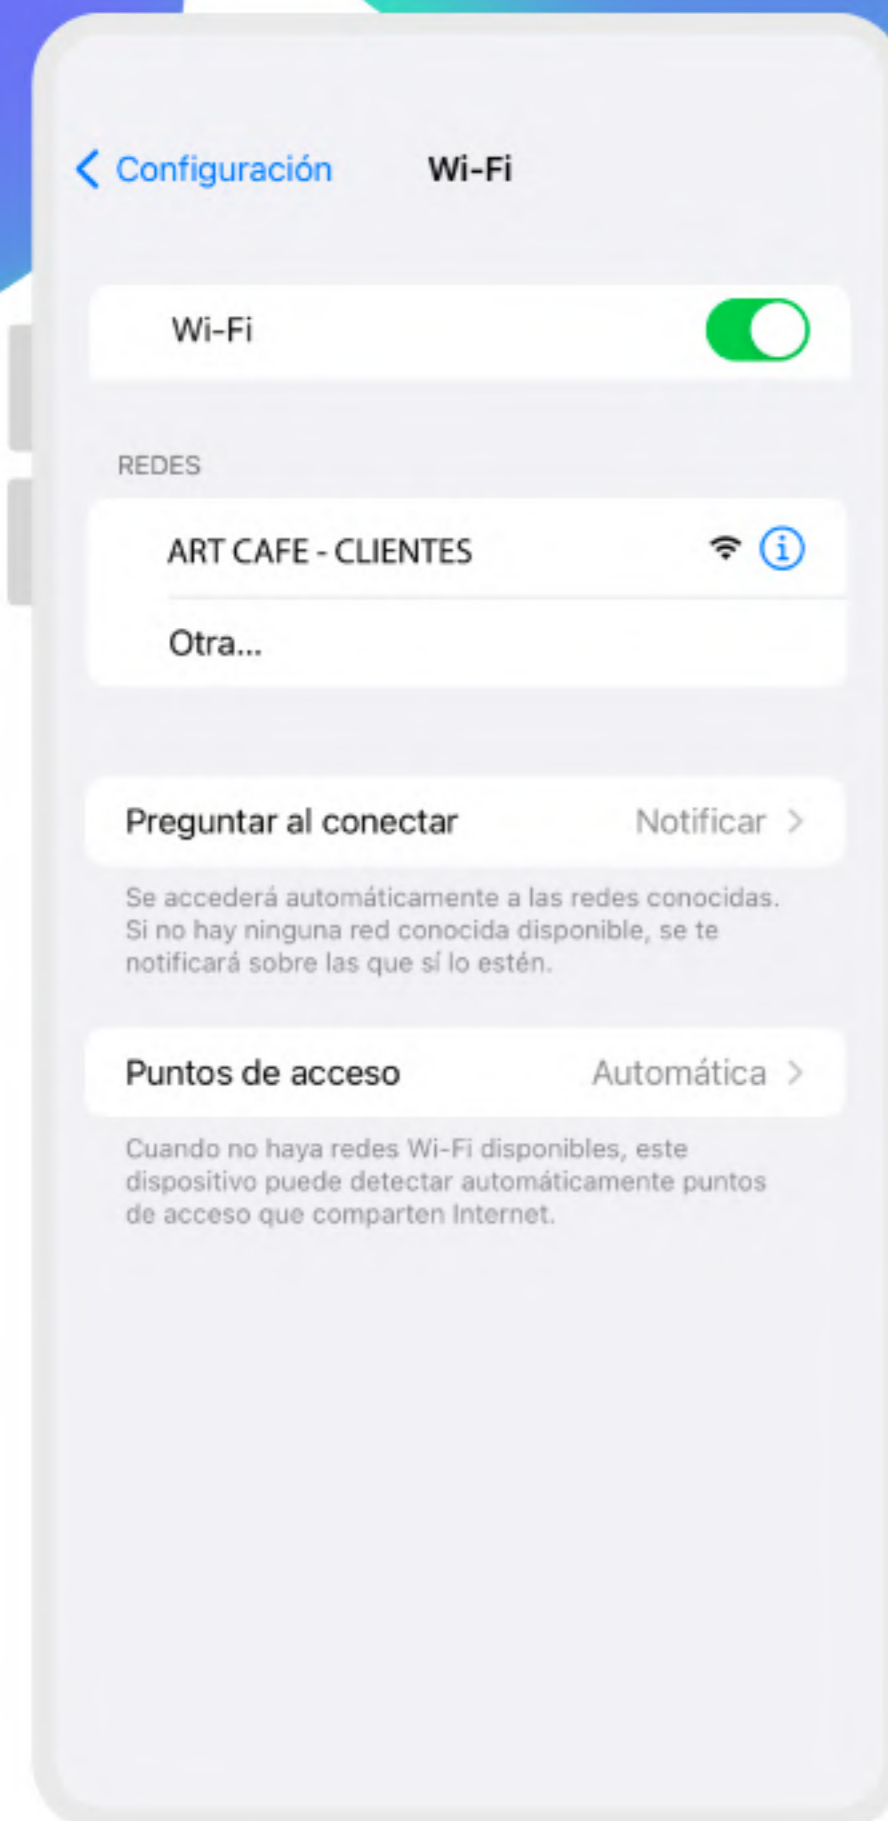 Configuración Wi-Fi
Wi-Fi
REDES
ART CAFE - CLIENTES
Otra...
Preguntar al conectar Notificar
Se accederá automáticamente a las redes conocidas.
Si no hay ninguna red conocida disponible, se te
notificará sobre las que sí lo estén.
Puntos de acceso Automática
Cuando no haya redes Wi-Fi disponibles, este
dispositivo puede detectar automáticamente puntos
de acceso que comparten Internet.